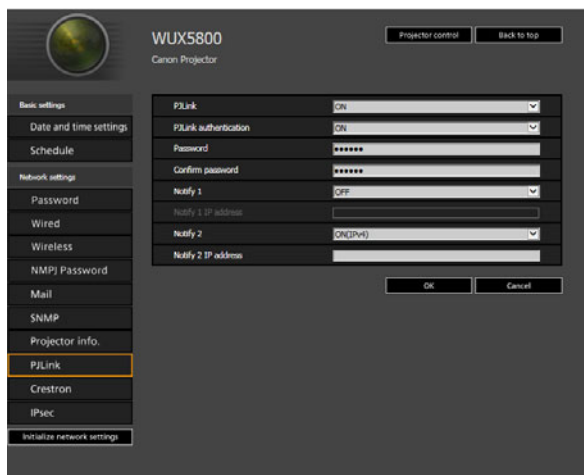 WUX5800
Canon Projector
Projector control
Back to top
Basic settings
Date and time settings
Schedule
Network settings
Password
Wired
Wireless
NMPJ Password
Mail
SNMP
Projector info.
PJLink
Crestron
IPsec
Initialize network settings
PJLink ON
PJLink authentication ON
Password ••••••
Confirm password ••••••
Notify 1 OFF
Notify 1 IP address
Notify 2 ON(IPv4)
Notify 2 IP address
OK
Cancel